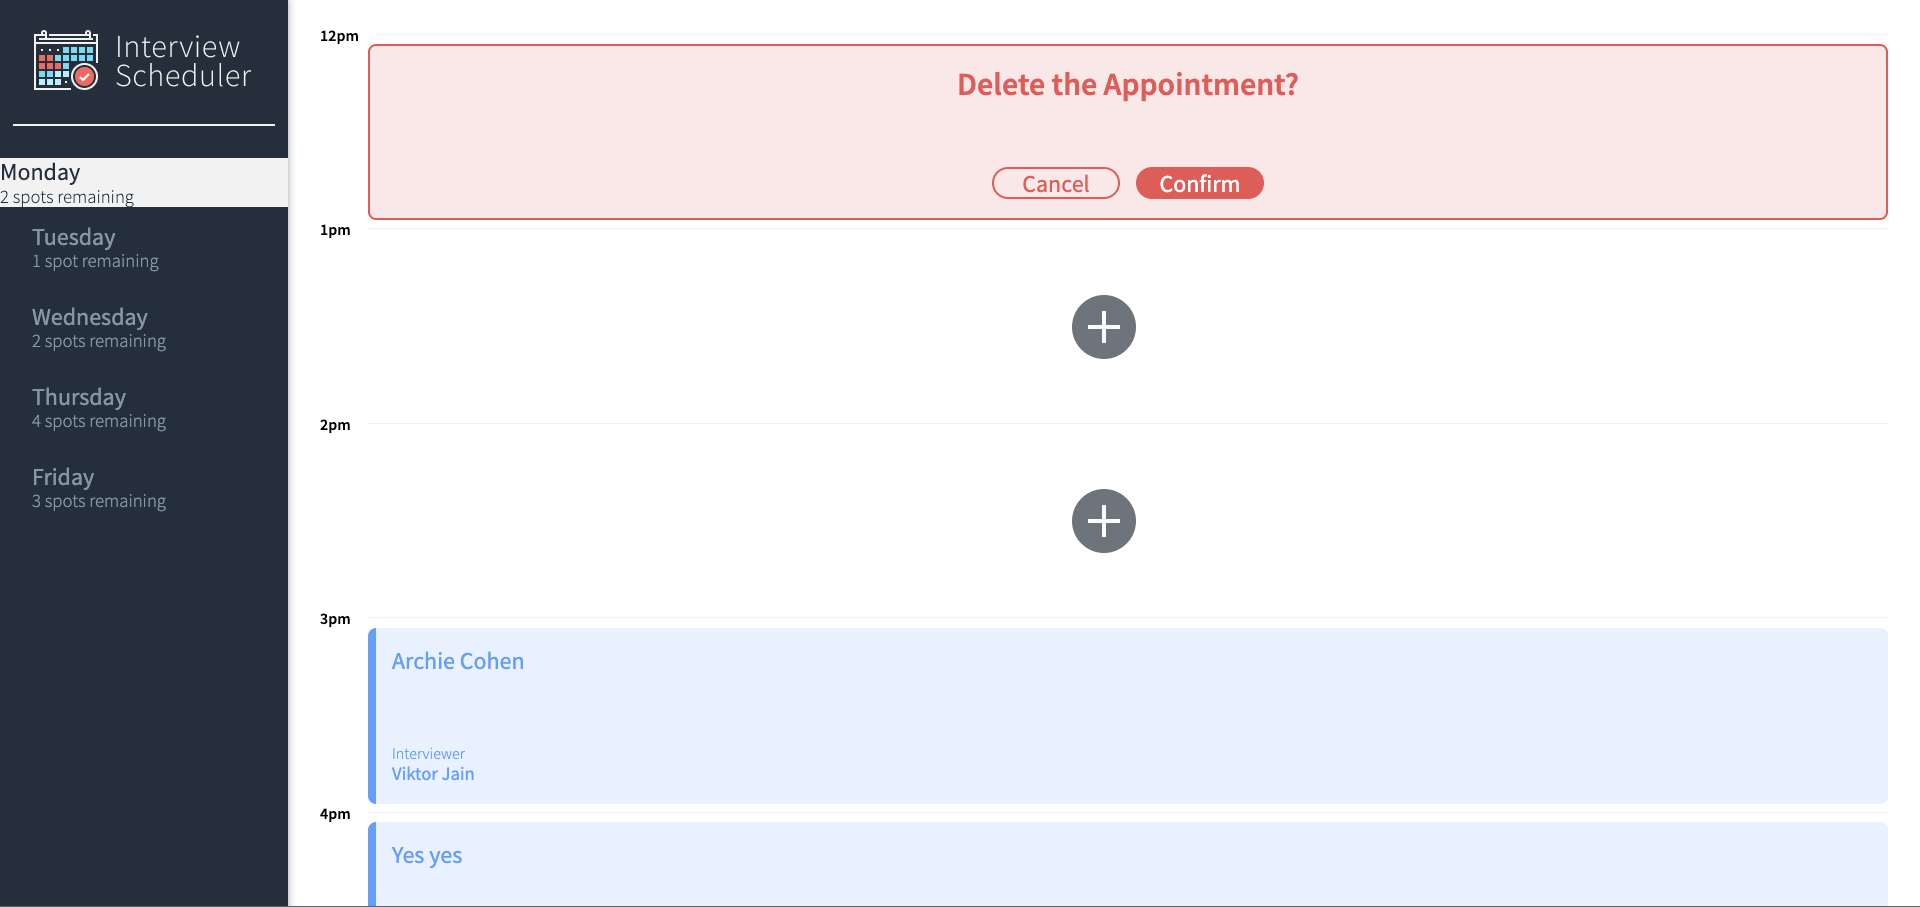 Interview
Scheduler
Monday
2 spots remaining
Tuesday
1 spot remaining
Wednesday
2 spots remaining
Thursday
4 spots remaining
Friday
3 spots remaining
12pm
Delete the Appointment?
Cancel Confirm
1pm
2pm
3pm
Archie Cohen
Interviewer
Viktor Jain
4pm
Yes yes